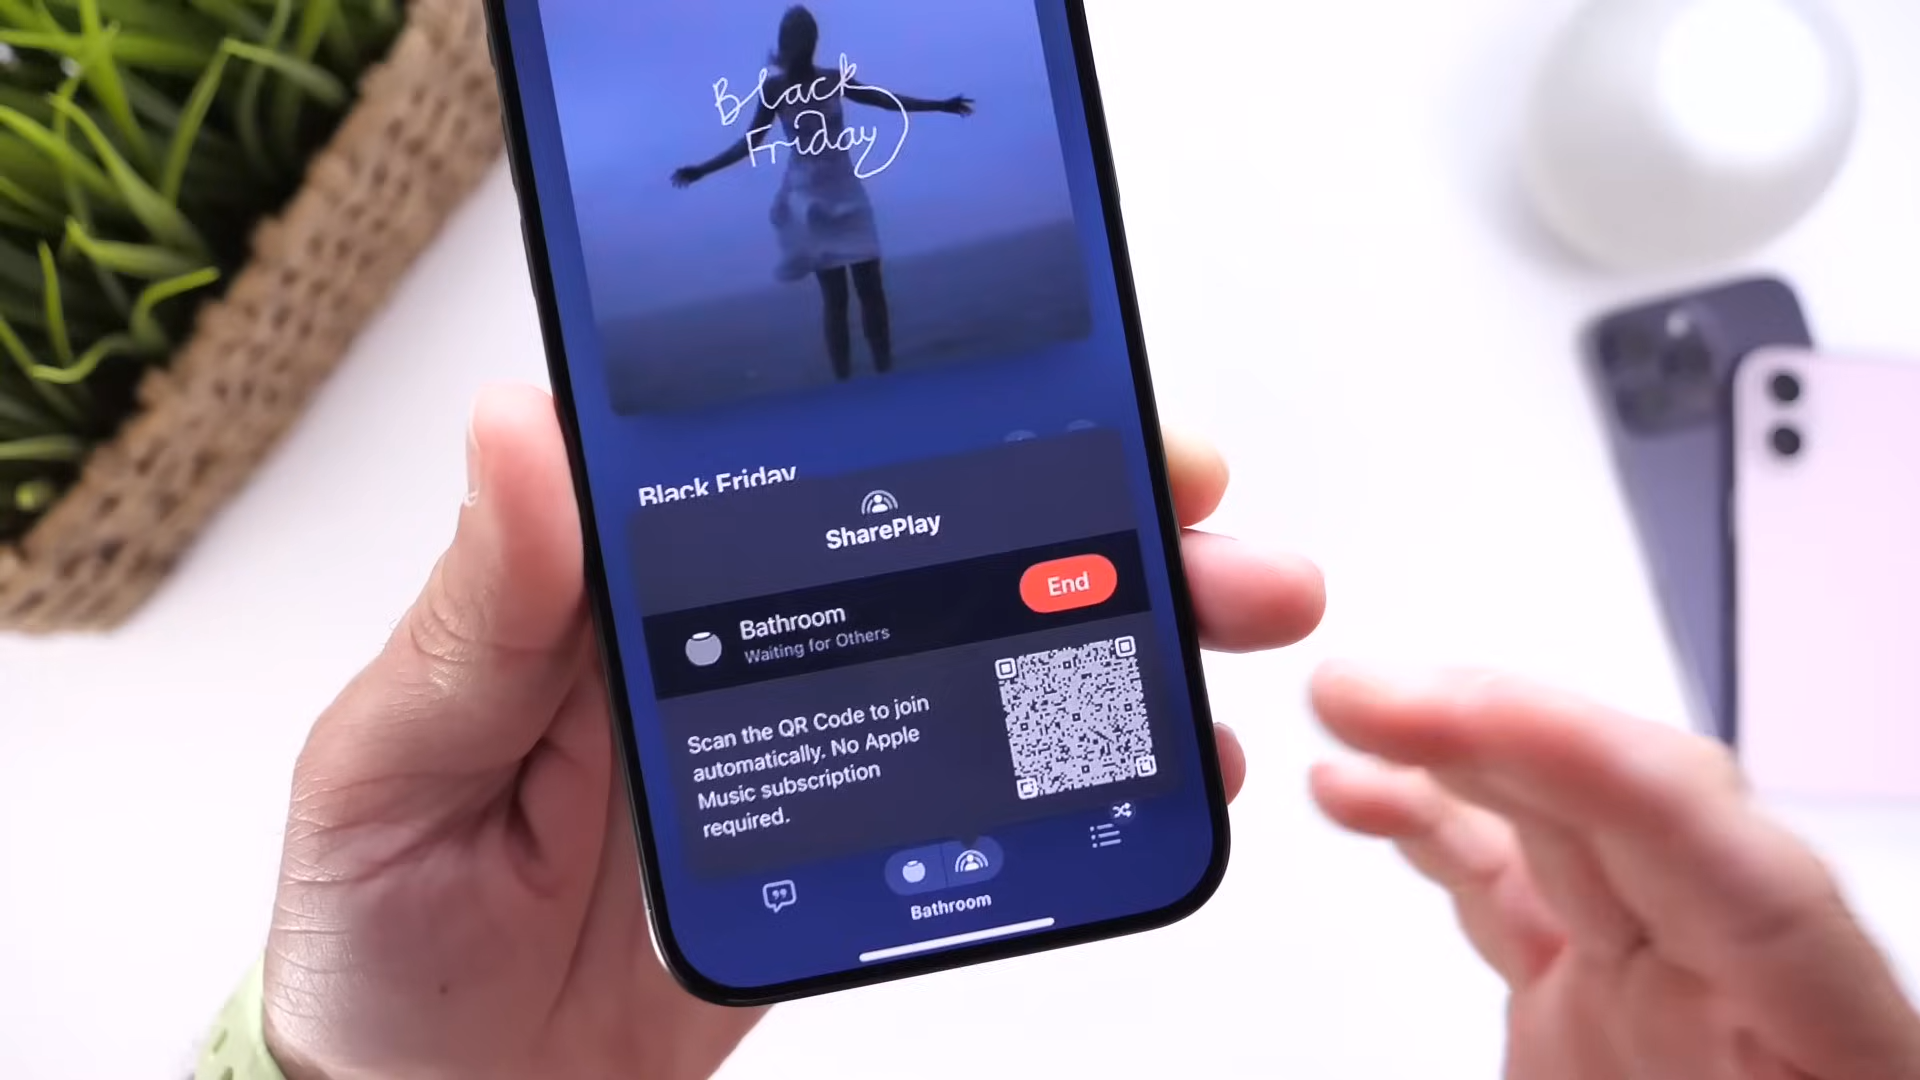 Black
Friday
Black Friday
SharePlay
Bathroom
Waiting for Others
End
Scan the QR Code to join
automatically. No Apple
Music subscription
required.
Bathroom